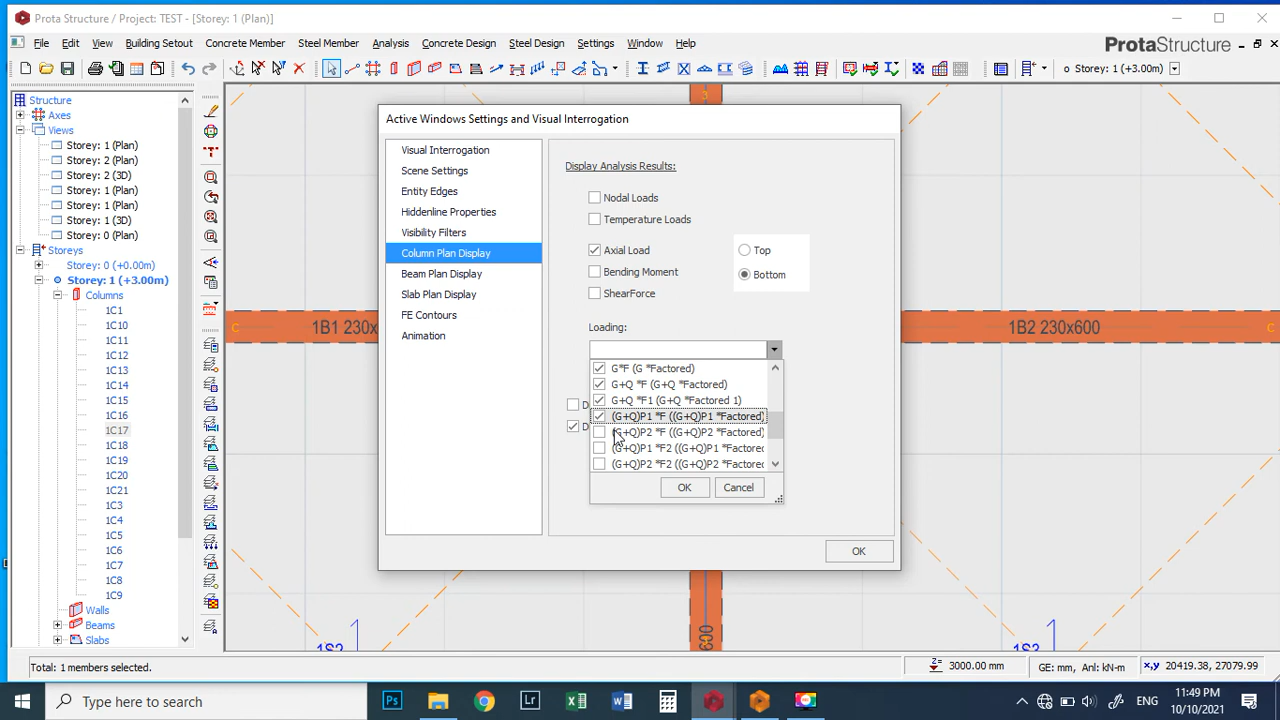 Prota Structure / Project: TEST - [Storey: 1 (Plan)]
File Edit View Building Setout Concrete Member Steel Member Analysis Concrete Design Steel Design Settings Window Help
ProtaStructure
Storey: 1 (+3.00m)
Structure
Axes
Views
Storey: 1 (Plan)
Storey: 2 (Plan)
Storey: 2 (3D)
Storey: 1 (Plan)
Storey: 1 (Plan)
Storey: 1 (3D)
Storey: 0 (Plan)
Storeys
Storey: 0 (+0.00m)
Storey: 1 (+3.00m)
Columns
1C1
1C10
1C11
1C12
1C13
1C14
1C15
1C16
1C17
1C18
1C19
1C20
1C21
1C3
1C4
1C5
1C6
1C7
1C8
1C9
Walls
Beams
Slabs
Active Windows Settings and Visual Interrogation
Visual Interrogation
Scene Settings
Entity Edges
Hiddenline Properties
Visibility Filters
Column Plan Display
Beam Plan Display
Slab Plan Display
FE Contours
Animation
Display Analysis Results:
Nodal Loads
Temperature Loads
Axial Load
Bending Moment
ShearForce
Top
Bottom
Loading:
G*F (G *Factored)
G+Q *F (G+Q *Factored)
G+Q *F1 (G+Q *Factored 1)
(G+Q)P1 *F ((G+Q)P1 *Factored)
(G+Q)P2 *F ((G+Q)P2 *Factored)
(G+Q)P1 *F2 ((G+Q)P1 *Factored
(G+Q)P2 *F2 ((G+Q)P2 *Factored
D
D
OK Cancel
OK
C 1B1 230x
C 1B2 230x600
1S2
1S3
Total: 1 members selected.
Z= 3000.00 mm
GE: mm, Anl: kN-m
x,y 20419.38, 27079.99
Type here to search
Ps
Lr
ENG
11:49 PM
10/10/2021